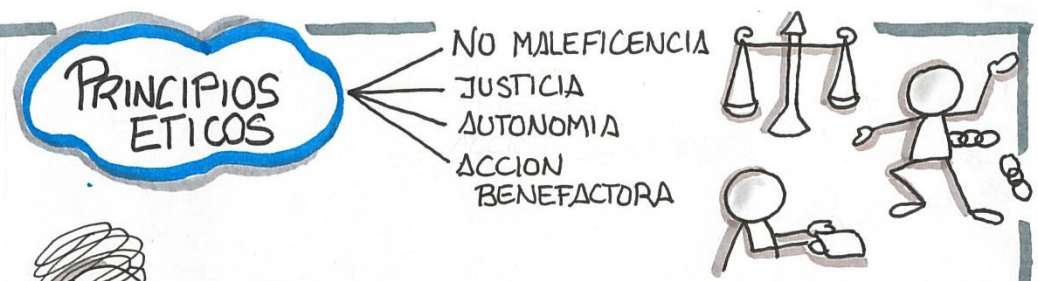 PRINCIPIOS
ETICOS
NO MALEFICENCIA
JUSTICIA
AUTONOMIA
ACCION
BENEFACTORA